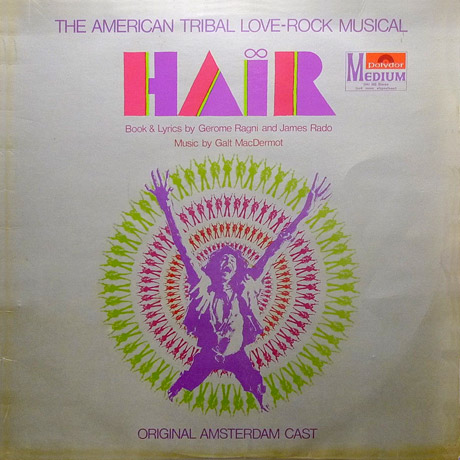 THE AMERICAN TRIBAL LOVE-ROCK MUSICAL
HAÏR
Polydor
MEDIUM
Book & Lyrics by Gerome Ragni and James Rado
Music by Galt MacDermot
ORIGINAL AMSTERDAM CAST